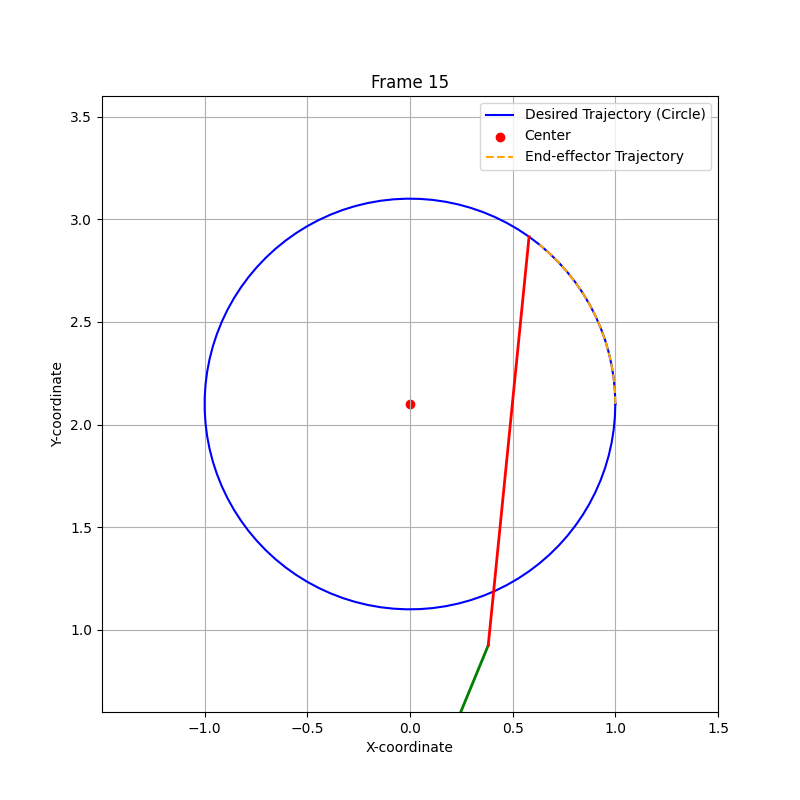 Frame 15
Desired Trajectory (Circle)
Center
End-effector Trajectory
3.5
3.0
2.5
2.0
1.5
1.0
Y-coordinate
−1.0
−0.5
0.0
0.5
1.0
1.5
X-coordinate